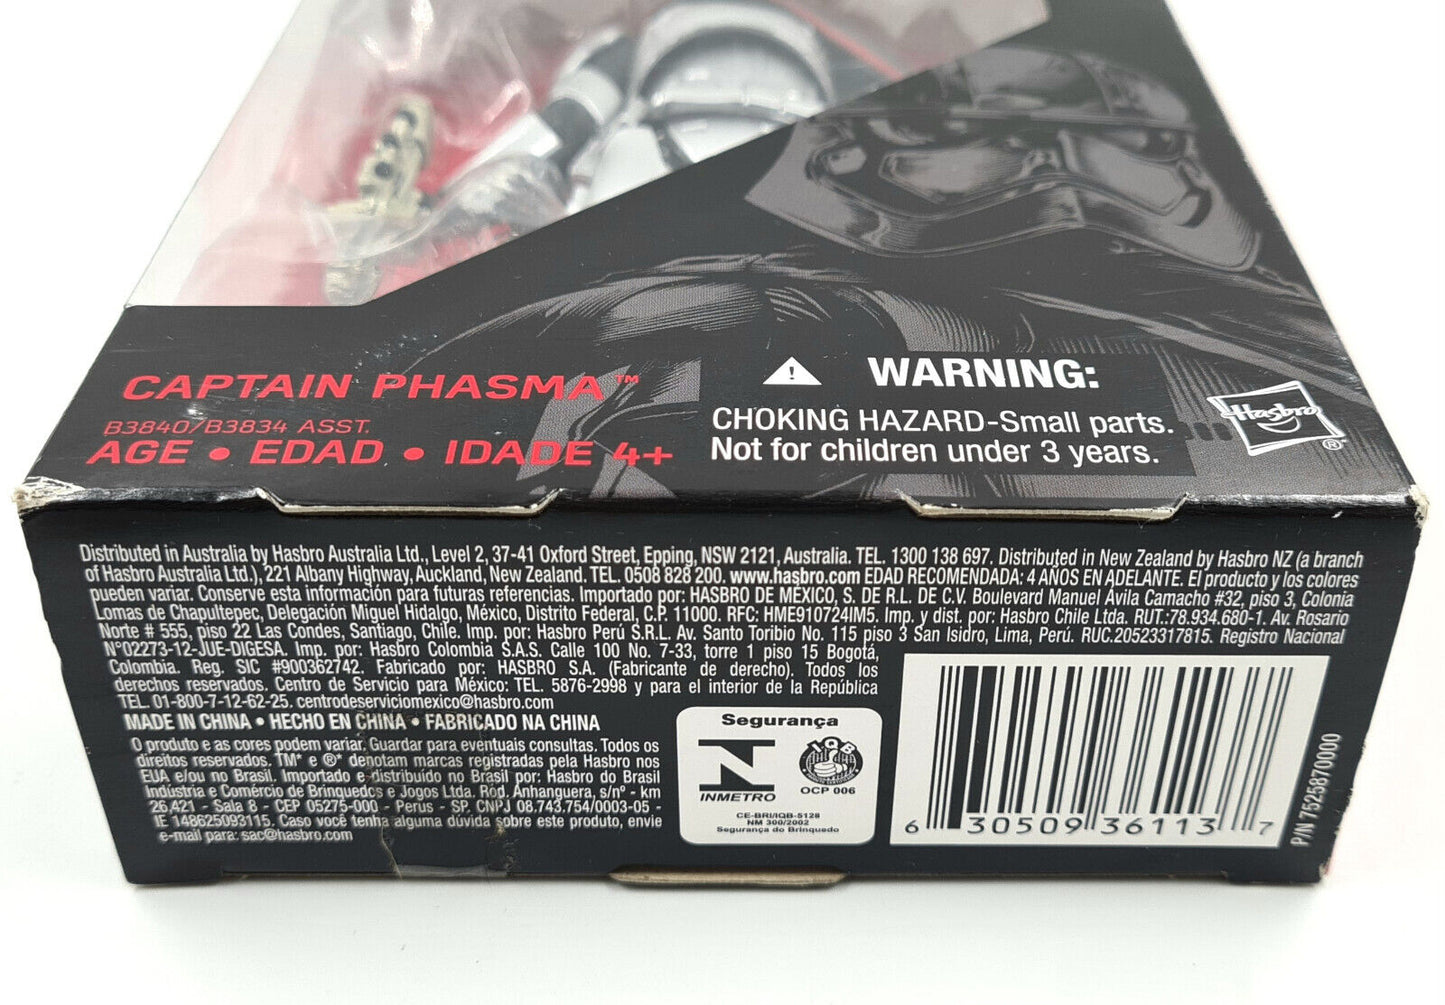 CAPTAIN PHASMA™
B3840/B3834 ASST.
AGE • EDAD • IDADE 4+
WARNING:
CHOKING HAZARD-Small parts.
Not for children under 3 years.
Hasbro®
Distributed in Australia by Hasbro Australia Ltd., Level 2, 37-41 Oxford Street, Epping, NSW 2121, Australia. TEL. 1300 138 697. Distributed in New Zealand by Hasbro NZ (a branch
of Hasbro Australia Ltd.), 221 Albany Highway, Auckland, New Zealand. TEL. 0508 828 200. www.hasbro.com EDAD RECOMENDADA: 4 AÑOS EN ADELANTE. El producto y los colores
pueden variar. Conserve esta información para futuras referencias. Importado por: HASBRO DE MÉXICO, S. DE R.L. DE C.V. Boulevard Manuel Ávila Camacho #32, piso 3, Colonia
Lomas de Chapultepec, Delegación Miguel Hidalgo, México, Distrito Federal, C.P. 11000. RFC: HME910724IM5. Imp. y dist. por: Hasbro Chile Ltda. RUT.:78.934.680-1. Av. Rosario
Norte # 555, piso 22 Las Condes, Santiago, Chile. Imp. por: Hasbro Perú S.R.L. Av. Santo Toribio No. 115 piso 3 San Isidro, Lima, Perú. RUC.20523317815. Registro Nacional
N°02273-12-JUE-DIGESA. Imp. por: Hasbro Colombia S.A.S. Calle 100 No. 7-33, torre 1 piso 15 Bogotá,
Colombia. Reg. SIC #900362742. Fabricado por: HASBRO S.A. (Fabricante de derecho). Todos los
derechos reservados. Centro de Servicio para México: TEL. 5876-2998 y para el interior de la República
TEL. 01-800-7-12-62-25. centrodeserviciomexico@hasbro.com
MADE IN CHINA • HECHO EN CHINA • FABRICADO NA CHINA
O produto e as cores podem variar. Guardar para eventuais consultas. Todos os
direitos reservados. TM* e ®* denotam marcas registradas pela Hasbro nos
EUA e/ou no Brasil. Importado e distribuído no Brasil por: Hasbro do Brasil
Indústria e Comércio de Brinquedos e Jogos Ltda. Rod. Anhanguera, s/nº - km
26,421 - Sala 8 - CEP 05275-000 - Perus - SP. CNPJ 08.743.754/0003-05 -
IE 148625093115. Caso você tenha alguma dúvida sobre este produto, envie
e-mail para: sac@hasbro.com
Segurança
INMETRO
IQB
OCP 006
CE-BRI/IQB-5128
NM 300/2002
Segurança do Brinquedo
6 30509 36113 7
P/N 7525870000